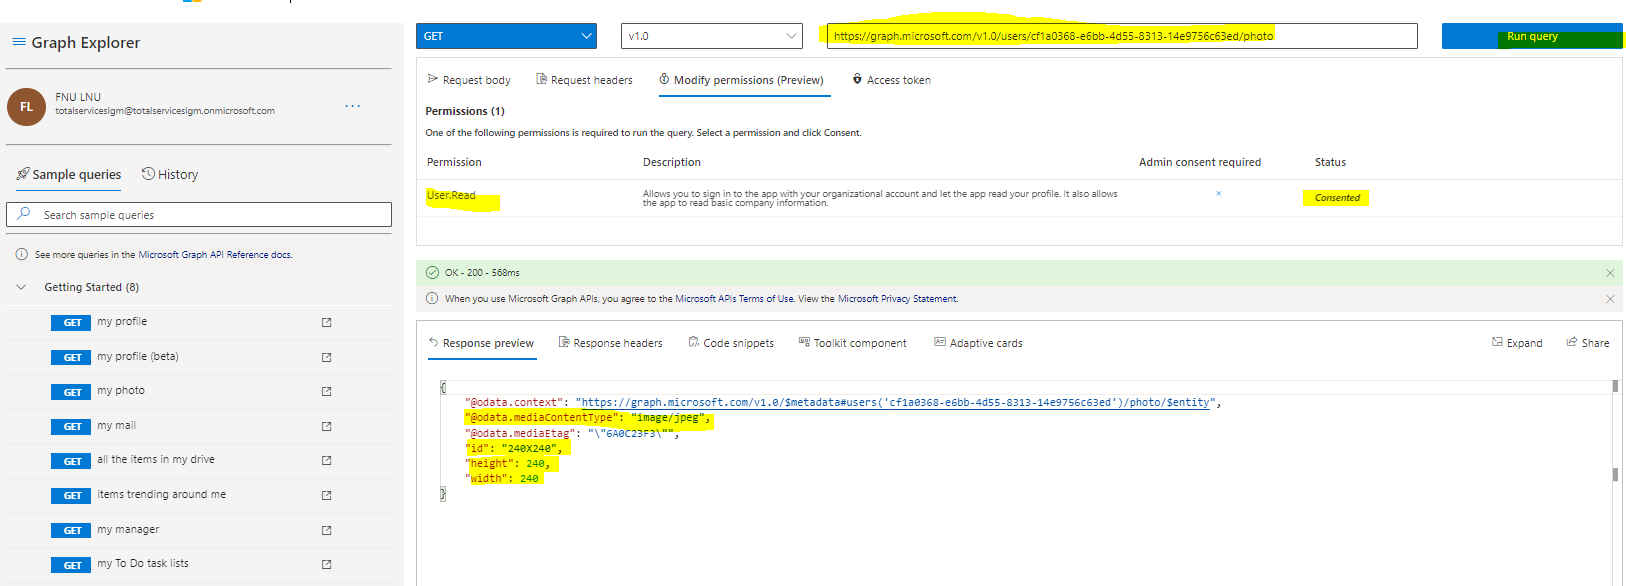 Graph Explorer
GET
v1.0
https://graph.microsoft.com/v1.0/users/cf1a0368-e6bb-4d55-8313-14e9756c63ed/photo
Run query
FL
FNU LNU
totalserviceslgm@totalserviceslgm.onmicrosoft.com
...
Sample queries
History
Search sample queries
See more queries in the Microsoft Graph API Reference docs.
Getting Started (8)
GET my profile
GET my profile (beta)
GET my photo
GET my mail
GET all the items in my drive
GET items trending around me
GET my manager
GET my To Do task lists
Request body
Request headers
Modify permissions (Preview)
Access token
Permissions (1)
One of the following permissions is required to run the query. Select a permission and click Consent.
Permission Description Admin consent required Status
User.Read Allows you to sign in to the app with your organizational account and let the app read your profile. It also allows × Consented
the app to read basic company information.
OK - 200 - 568ms
When you use Microsoft Graph APIs, you agree to the Microsoft APIs Terms of Use. View the Microsoft Privacy Statement.
Response preview
Response headers
Code snippets
Toolkit component
Adaptive cards
Expand
Share
{
"@odata.context": "https://graph.microsoft.com/v1.0/$metadata#users('cf1a0368-e6bb-4d55-8313-14e9756c63ed')/photo/$entity",
"@odata.mediaContentType": "image/jpeg",
"@odata.mediaEtag": "\"6A0C23F3\"",
"id": "240X240",
"height": 240,
"width": 240
}